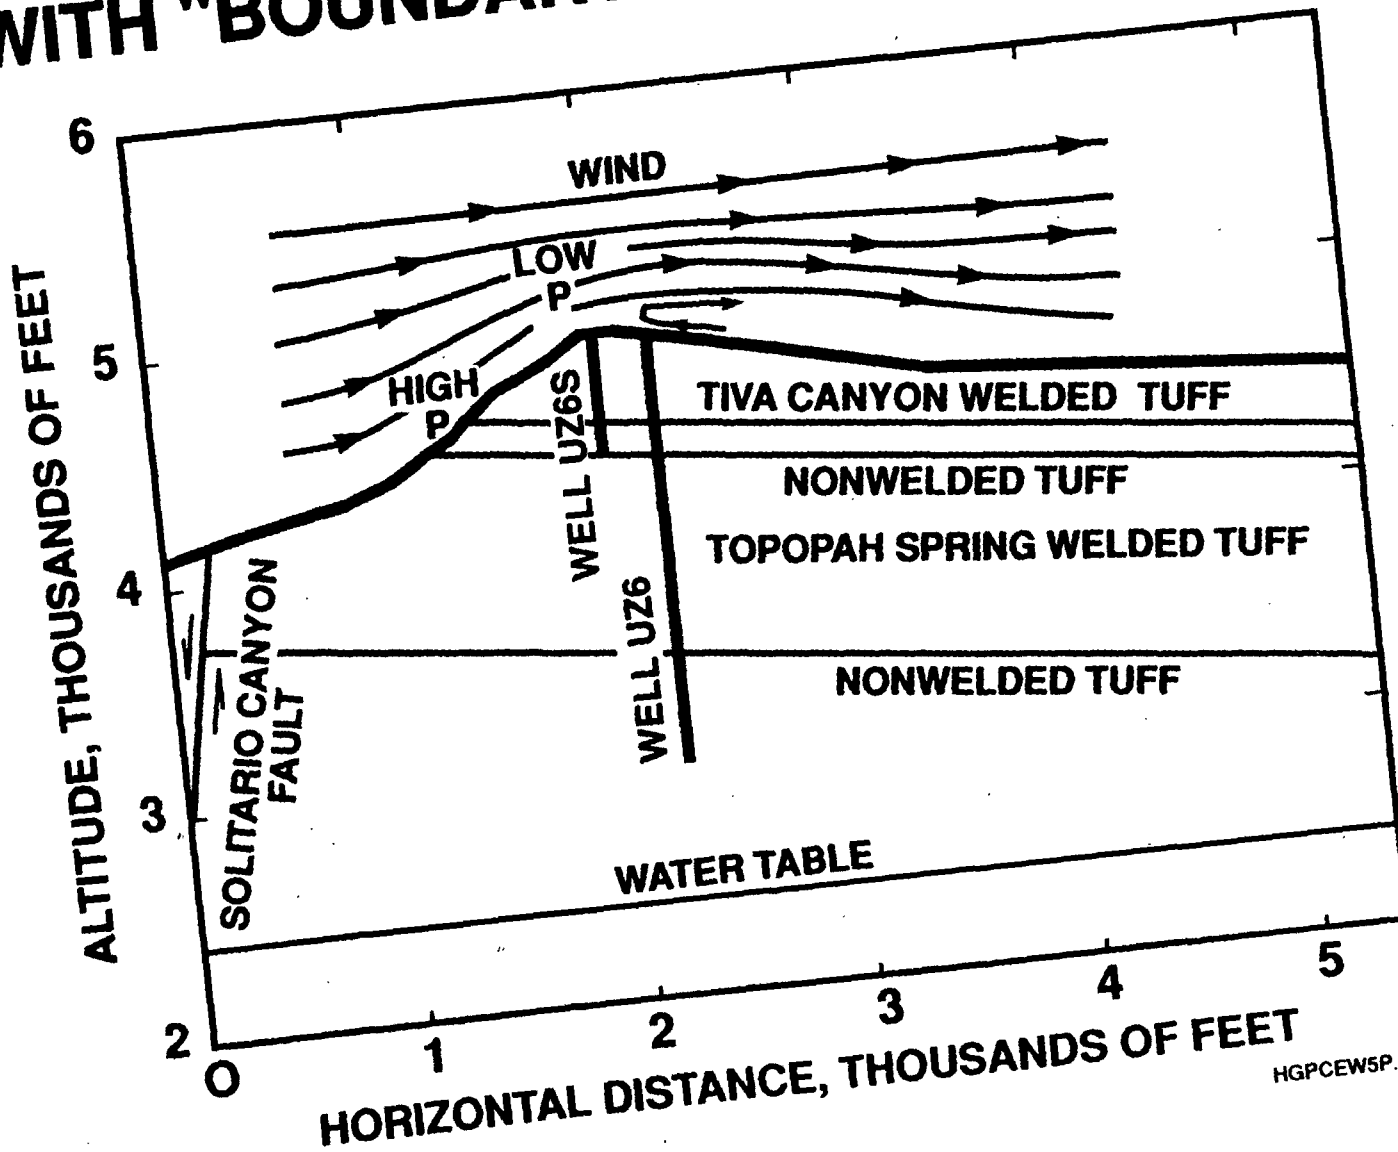 WITH "BOUNDAR
6
WIND
LOW
P
5
HIGH
P
TIVA CANYON WELDED TUFF
NONWELDED TUFF
TOPOPAH SPRING WELDED TUFF
WELL UZ6S
4
WELL UZ6
NONWELDED TUFF
SOLITARIO CANYON
FAULT
3
WATER TABLE
2
ALTITUDE, THOUSANDS OF FEET
0
1
2
3
4
5
HORIZONTAL DISTANCE, THOUSANDS OF FEET
HGPCEW5P.